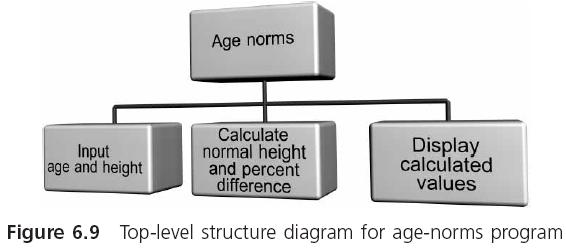 Age norms
Input
age and height
Calculate
normal height
and percent
difference
Display
calculated
values
Figure 6.9 Top-level structure diagram for age-norms program